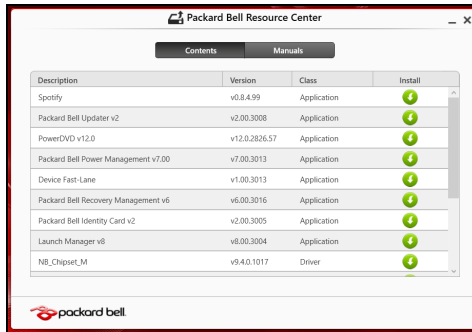 Packard Bell Resource Center
Contents Manuals
Description Version Class Install
Spotify v0.8.4.99 Application
Packard Bell Updater v2 v2.00.3008 Application
PowerDVD v12.0 v12.0.2826.57 Application
Packard Bell Power Management v7.00 v7.00.3013 Application
Device Fast-Lane v1.00.3013 Application
Packard Bell Recovery Management v6 v6.00.3016 Application
Packard Bell Identity Card v2 v2.00.3005 Application
Launch Manager v8 v8.00.3004 Application
NB_Chipset_M v9.4.0.1017 Driver
packard bell